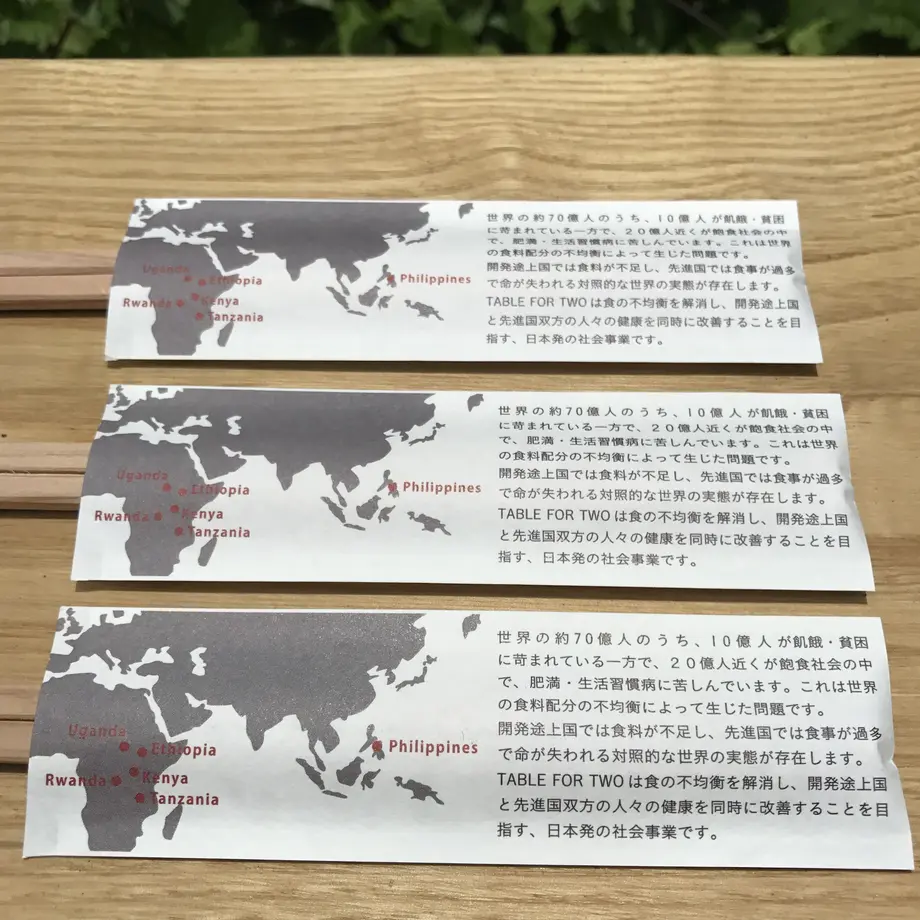 Uganda
Ethiopia
Rwanda
Kenya
Tanzania
Philippines
世界の約70億人のうち、10億人が飢餓・貧困
に苛まれている一方で、20億人近くが飽食社会の中
で、肥満・生活習慣病に苦しんでいます。これは世界
の食料配分の不均衡によって生じた問題です。
開発途上国では食料が不足し、先進国では食事が過多
で命が失われる対照的な世界の実態が存在します。
TABLE FOR TWO は食の不均衡を解消し、開発途上国
と先進国双方の人々の健康を同時に改善することを目
指す、日本発の社会事業です。
Uganda
Ethiopia
Rwanda
Kenya
Tanzania
Philippines
世界の約70億人のうち、10億人が飢餓・貧困
に苛まれている一方で、20億人近くが飽食社会の中
で、肥満・生活習慣病に苦しんでいます。これは世界
の食料配分の不均衡によって生じた問題です。
開発途上国では食料が不足し、先進国では食事が過多
で命が失われる対照的な世界の実態が存在します。
TABLE FOR TWO は食の不均衡を解消し、開発途上国
と先進国双方の人々の健康を同時に改善することを目
指す、日本発の社会事業です。
Uganda
Ethiopia
Rwanda
Kenya
Tanzania
Philippines
世界の約70億人のうち、10億人が飢餓・貧困
に苛まれている一方で、20億人近くが飽食社会の中
で、肥満・生活習慣病に苦しんでいます。これは世界
の食料配分の不均衡によって生じた問題です。
開発途上国では食料が不足し、先進国では食事が過多
で命が失われる対照的な世界の実態が存在します。
TABLE FOR TWO は食の不均衡を解消し、開発途上国
と先進国双方の人々の健康を同時に改善することを目
指す、日本発の社会事業です。